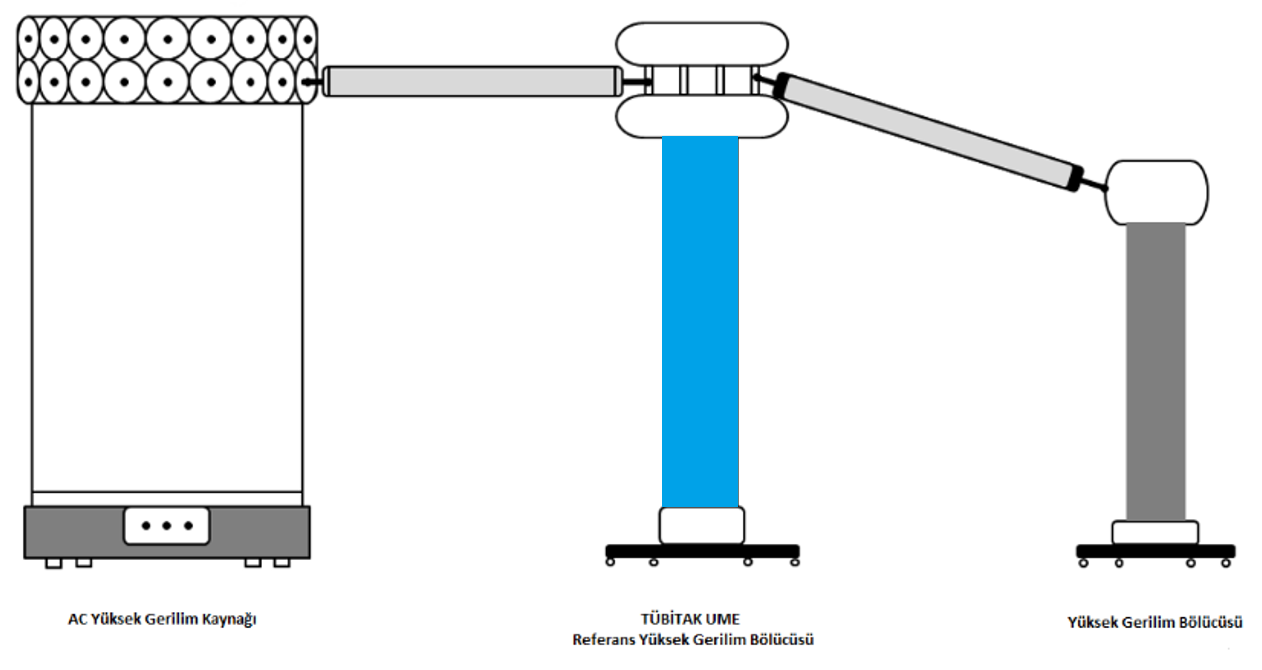 AC Yüksek Gerilim Kaynağı
TÜBİTAK UME
Referans Yüksek Gerilim Bölücüsü
Yüksek Gerilim Bölücüsü